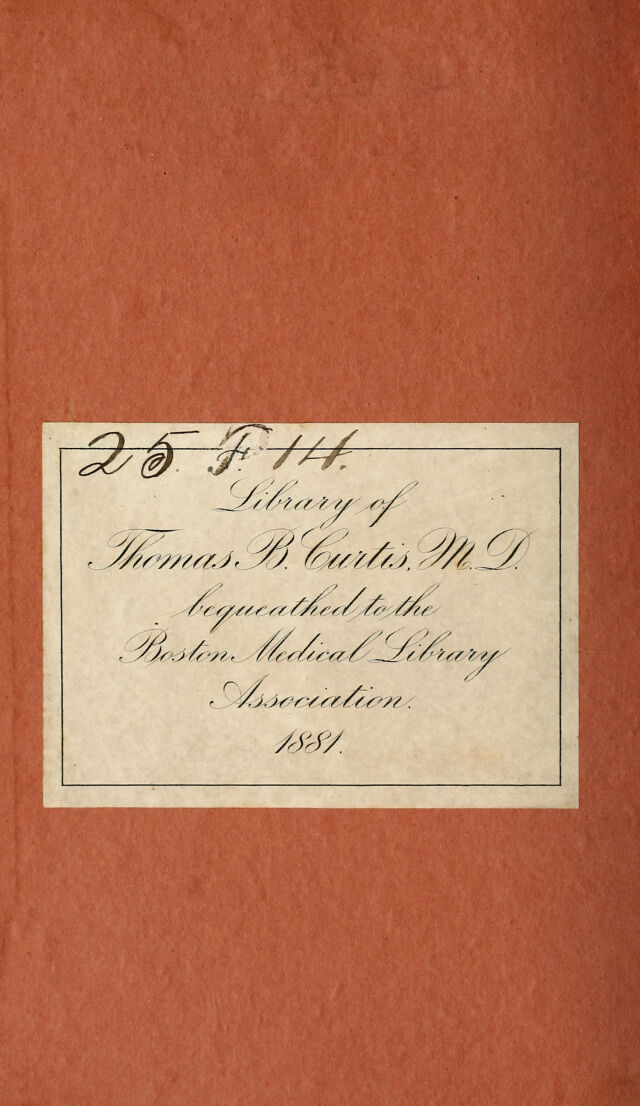 25. F. 14.
Library of
Thomas B. Curtis, M.D.
bequeathed to the
Boston Medical Library
Association.
1881.